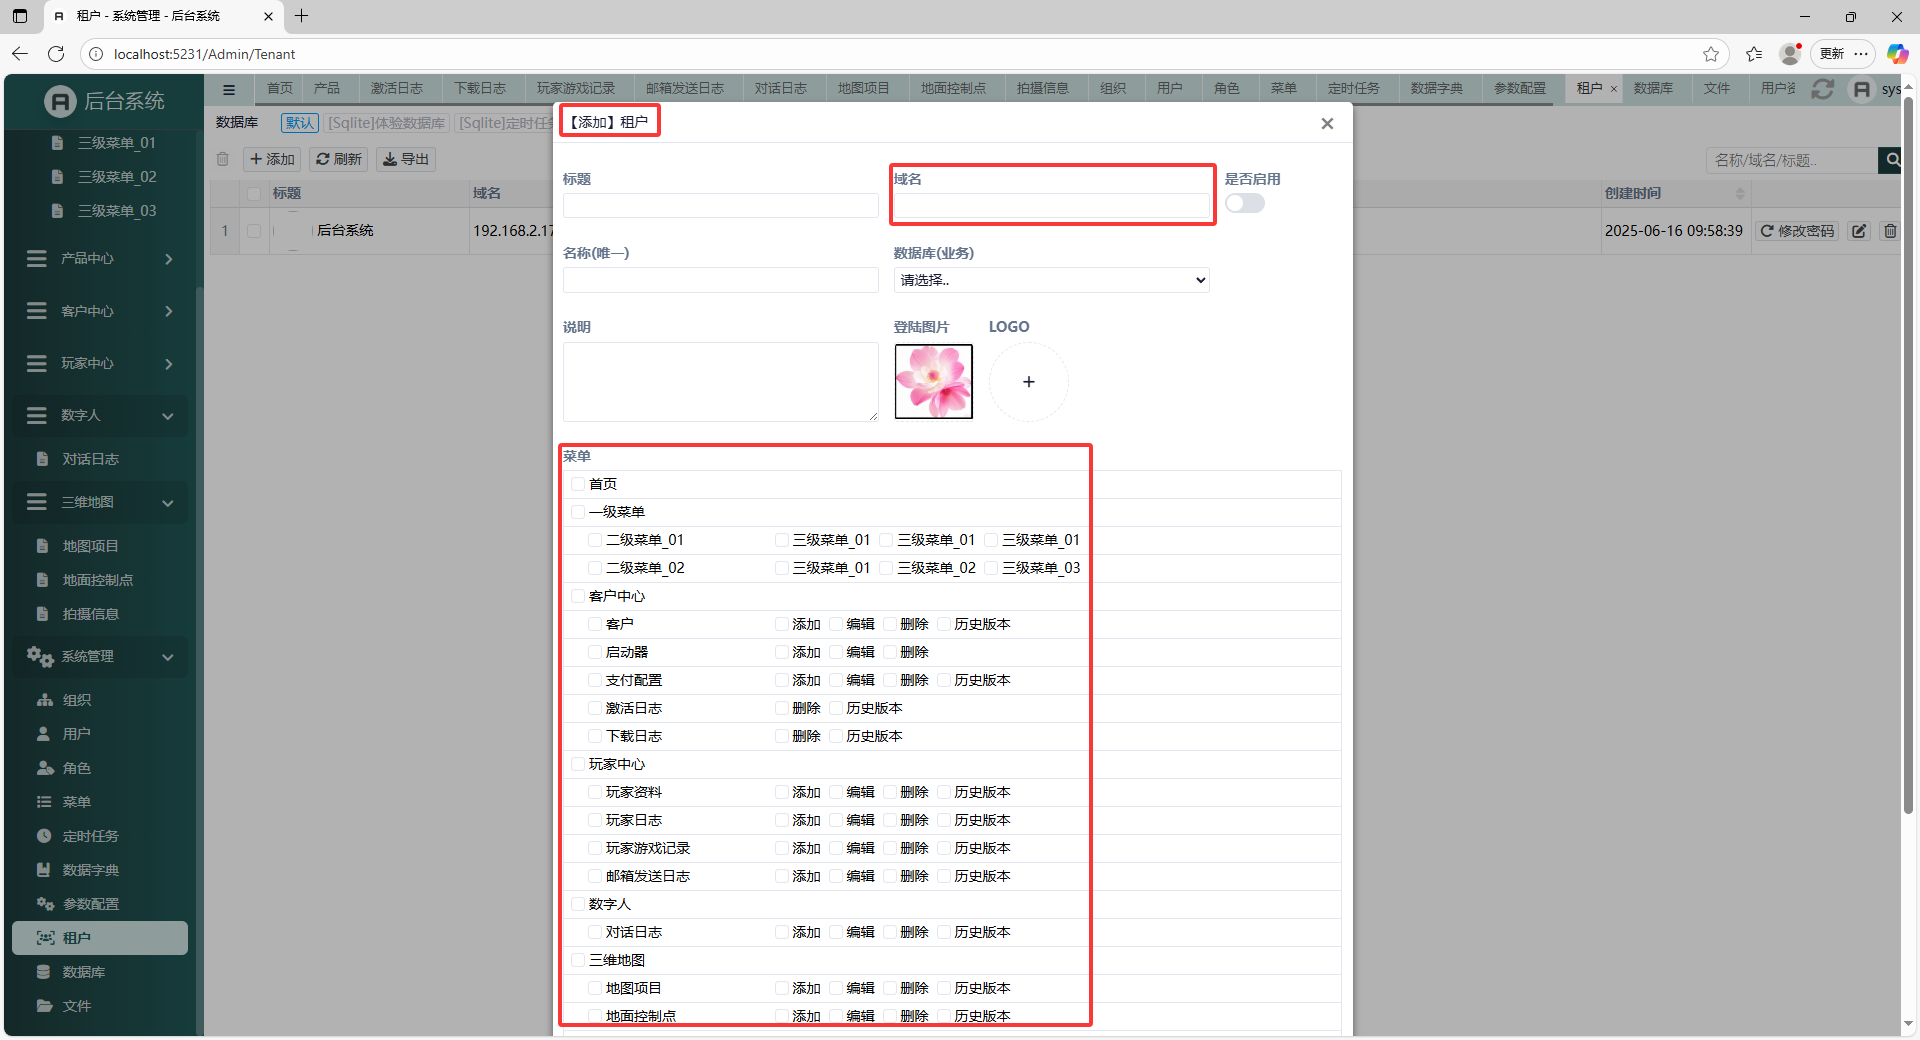 租户 - 系统管理 - 后台系统
localhost:5231/Admin/Tenant
更新
后台系统
三级菜单_01
三级菜单_02
三级菜单_03
产品中心
客户中心
玩家中心
数字人
对话日志
三维地图
地图项目
地面控制点
拍摄信息
系统管理
组织
用户
角色
菜单
定时任务
数据字典
参数配置
租户
数据库
文件
首页 产品 激活日志 下载日志 玩家游戏记录 邮箱发送日志 对话日志 地图项目 地面控制点 拍摄信息 组织 用户 角色 菜单 定时任务 数据字典 参数配置 租户 × 数据库 文件 用户资 sys
数据库 默认 [Sqlite]体验数据库 [Sqlite]定时任
添加 刷新 导出 名称/域名/标题..
标题 域名 创建时间
1 后台系统 192.168.2.17 2025-06-16 09:58:39 修改密码
【添加】租户
标题 域名 是否启用
名称(唯一) 数据库(业务)
请选择..
说明 登陆图片 LOGO
+
菜单
首页
一级菜单
二级菜单_01 三级菜单_01 三级菜单_01 三级菜单_01
二级菜单_02 三级菜单_01 三级菜单_02 三级菜单_03
客户中心
客户 添加 编辑 删除 历史版本
启动器 添加 编辑 删除
支付配置 添加 编辑 删除 历史版本
激活日志 删除 历史版本
下载日志 删除 历史版本
玩家中心
玩家资料 添加 编辑 删除 历史版本
玩家日志 添加 编辑 删除 历史版本
玩家游戏记录 添加 编辑 删除 历史版本
邮箱发送日志 添加 编辑 删除 历史版本
数字人
对话日志 添加 编辑 删除 历史版本
三维地图
地图项目 添加 编辑 删除 历史版本
地面控制点 添加 编辑 删除 历史版本